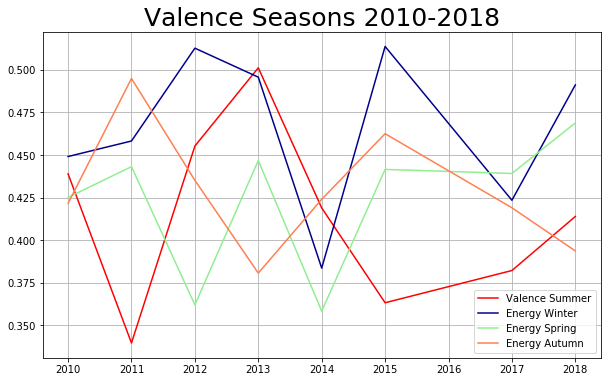 Valence Seasons 2010-2018
0.500
0.475
0.450
0.425
0.400
0.375
0.350
2010 2011 2012 2013 2014 2015 2016 2017 2018
Valence Summer
Energy Winter
Energy Spring
Energy Autumn